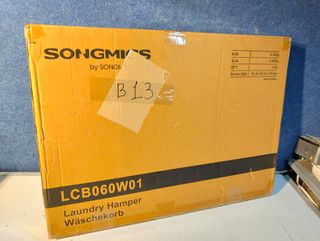 SONGMICS
by SONGM
B13
N.W.
G.W.
LCB060W01
Laundry Hamper
Wäschekorb